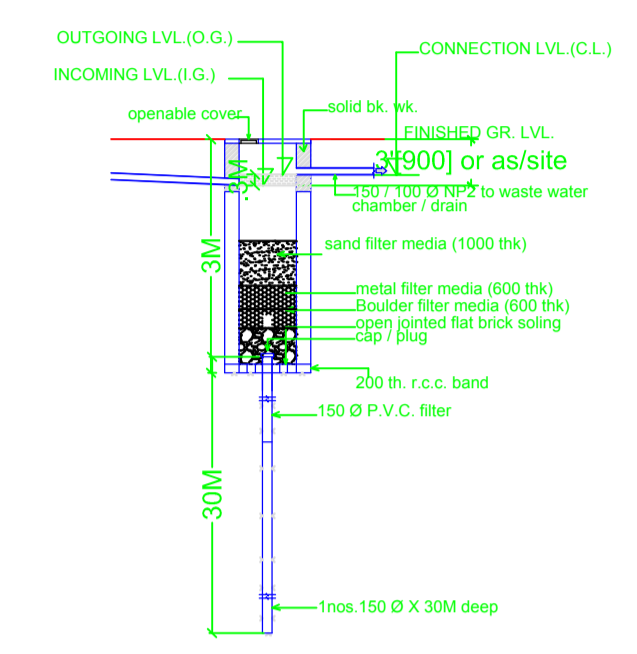 OUTGOING LVL.(O.G.)
CONNECTION LVL.(C.L.)
INCOMING LVL.(I.G.)
openable cover
solid bk. wk.
FINISHED GR. LVL.
3'[900] or as/site
150 / 100 Ø NP2 to waste water
chamber / drain
3M
sand filter media (1000 thk)
metal filter media (600 thk)
Boulder filter media (600 thk)
open jointed flat brick soling
cap / plug
200 th. r.c.c. band
150 Ø P.V.C. filter
30M
1nos.150 Ø X 30M deep